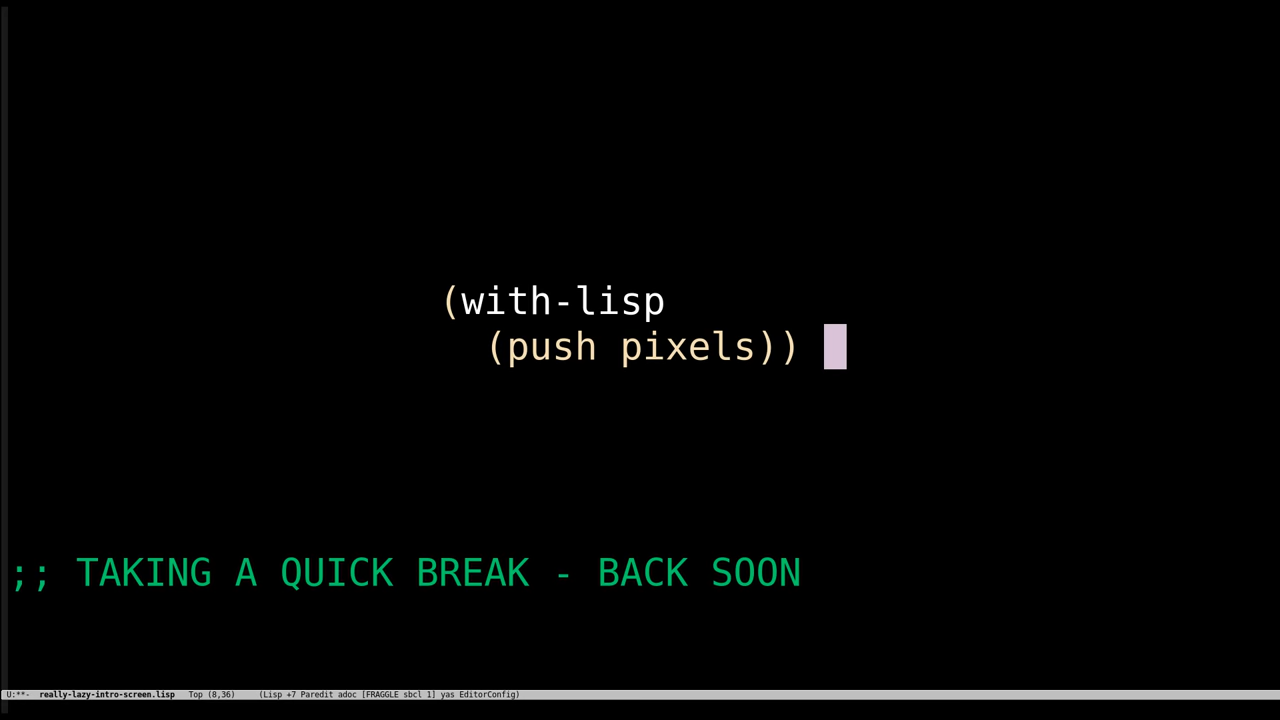 (with-lisp
(push pixels))
;; TAKING A QUICK BREAK - BACK SOON
U:**- really-lazy-intro-screen.lisp Top (8,36) (Lisp +7 Paredit adoc [FRAGGLE sbcl 1] yas EditorConfig)